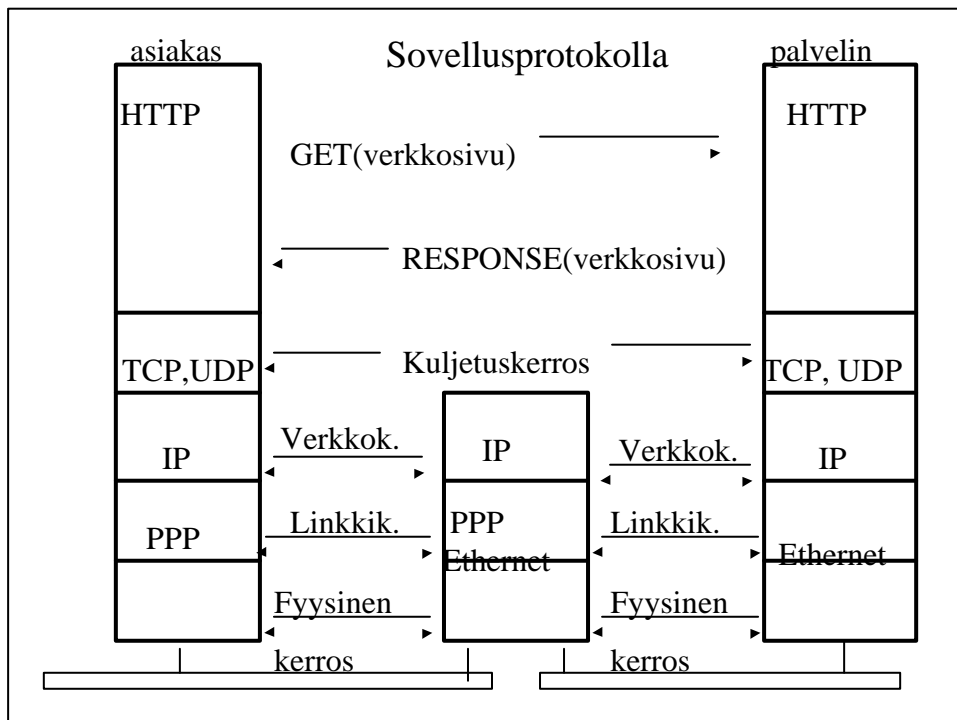 asiakas Sovellusprotokolla palvelin
HTTP HTTP
GET(verkkosivu)
RESPONSE(verkkosivu)
TCP,UDP Kuljetuskerros TCP, UDP
Verkkok. Verkkok.
IP IP IP
Linkkik. PPP Linkkik.
PPP Ethernet Ethernet
Fyysinen Fyysinen
kerros kerros